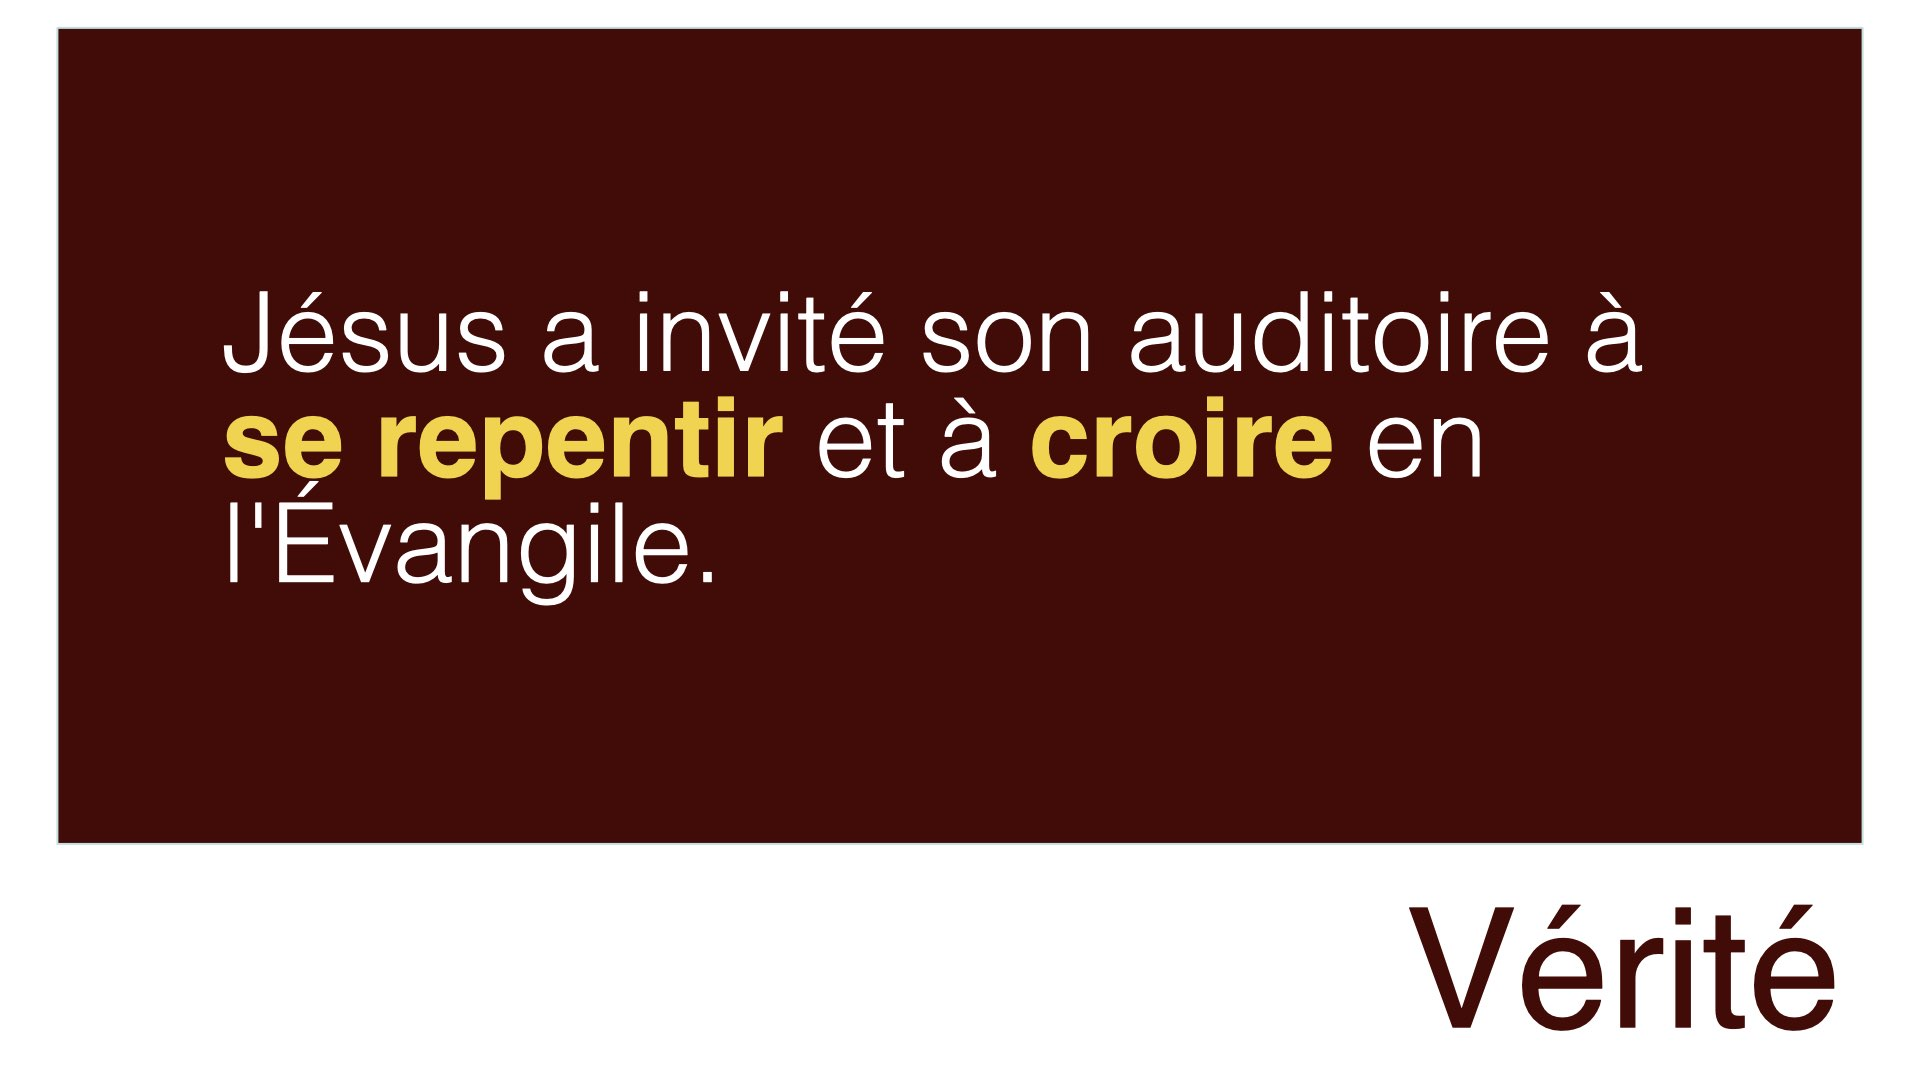 Jésus a invité son auditoire à
se repentir et à croire en
l'Évangile.
Vérité